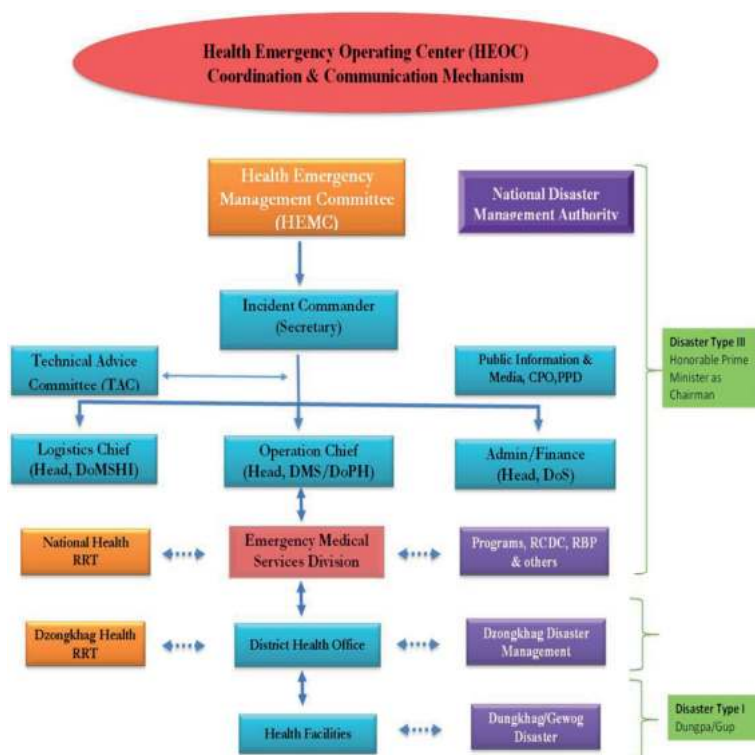 Health Emergency Operating Center (HEOC)
Coordination & Communication Mechanism
Health Emergency
Management Committee
(HEMC)
National Disaster
Management Authority
Incident Commander
(Secretary)
Technical Advice
Committee (TAC)
Public Information &
Media, CPO,PPD
Disaster Type III
Honorable Prime
Minister as
Chairman
Logistics Chief
(Head, DoMSHI)
Operation Chief
(Head, DMS/DoPH)
Admin/Finance
(Head, DoS)
National Health
RRT
Emergency Medical
Services Division
Programs, RCDC, RBP
& others
Dzongkhag Health
RRT
District Health Office
Dzongkhag Disaster
Management
Health Facilities
Dungkhag/Gewog
Disaster
Disaster Type I
Dungpa/Gup